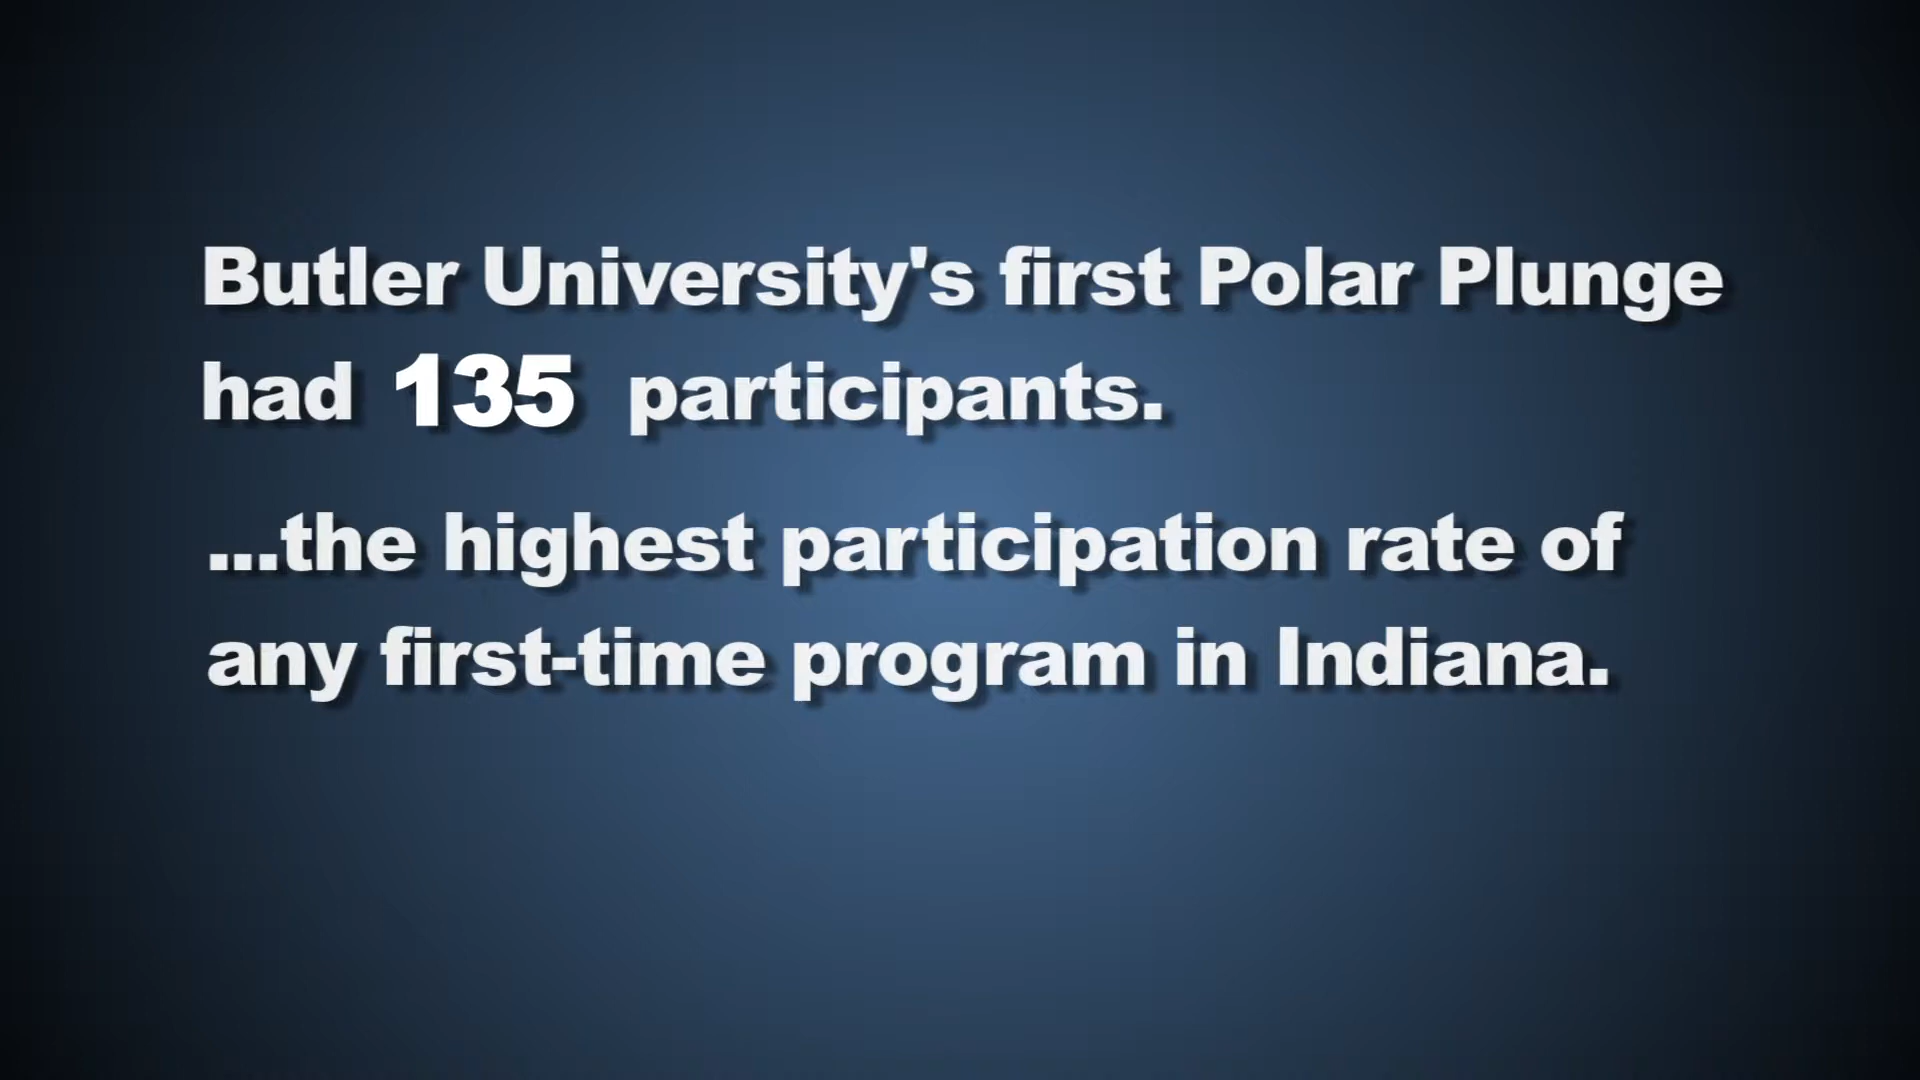 Butler University's first Polar Plunge
had 135 participants.
...the highest participation rate of
any first-time program in Indiana.